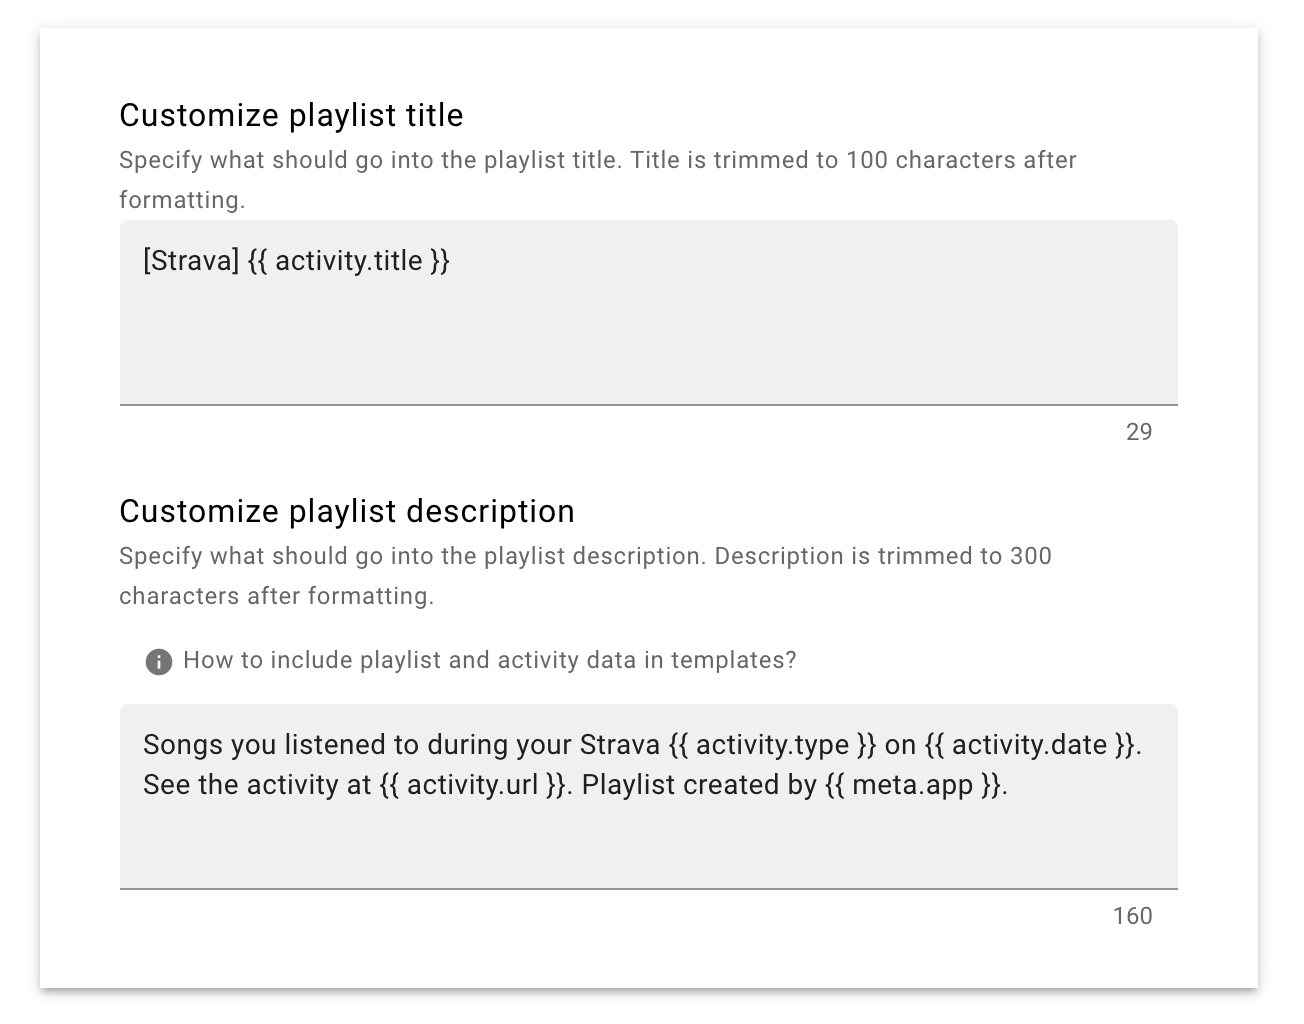 Customize playlist title
Specify what should go into the playlist title. Title is trimmed to 100 characters after
formatting.
[Strava] {{ activity.title }}
29
Customize playlist description
Specify what should go into the playlist description. Description is trimmed to 300
characters after formatting.
How to include playlist and activity data in templates?
Songs you listened to during your Strava {{ activity.type }} on {{ activity.date }}.
See the activity at {{ activity.url }}. Playlist created by {{ meta.app }}.
160